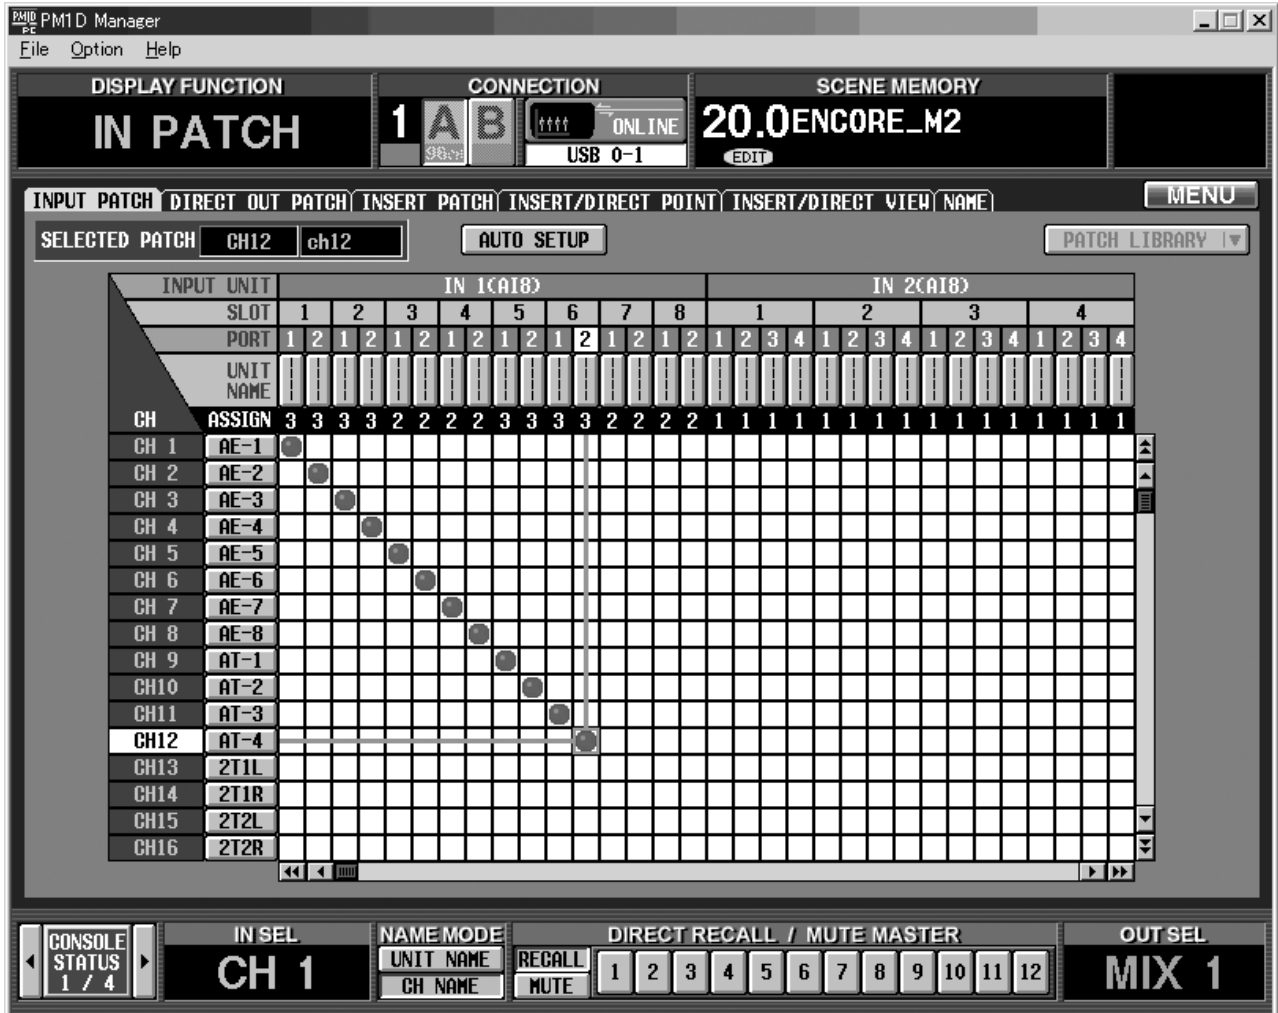 PM1D PC PM1D Manager
File Option Help
DISPLAY FUNCTION CONNECTION SCENE MEMORY
IN PATCH 1 A B ONLINE 20.0 ENCORE_M2
USB 0-1 EDIT
INPUT PATCH DIRECT OUT PATCH INSERT PATCH INSERT/DIRECT POINT INSERT/DIRECT VIEW NAME MENU
SELECTED PATCH CH12 ch12 AUTO SETUP PATCH LIBRARY
INPUT UNIT IN 1(AI8) IN 2(AI8)
SLOT 1 2 3 4 5 6 7 8 1 2 3 4
PORT 1 2 1 2 1 2 1 2 1 2 1 2 1 2 1 2 1 2 3 4 1 2 3 4 1 2 3 4 1 2 3 4
UNIT
NAME
CH ASSIGN 3 3 3 3 2 2 2 2 3 3 3 3 2 2 2 2 1 1 1 1 1 1 1 1 1 1 1 1 1 1 1 1
CH 1 AE-1
CH 2 AE-2
CH 3 AE-3
CH 4 AE-4
CH 5 AE-5
CH 6 AE-6
CH 7 AE-7
CH 8 AE-8
CH 9 AT-1
CH10 AT-2
CH11 AT-3
CH12 AT-4
CH13 2T1L
CH14 2T1R
CH15 2T2L
CH16 2T2R
CONSOLE STATUS 1 / 4
IN SEL
CH 1
NAME MODE
UNIT NAME
CH NAME
DIRECT RECALL / MUTE MASTER
RECALL
MUTE
1 2 3 4 5 6 7 8 9 10 11 12
OUT SEL
MIX 1